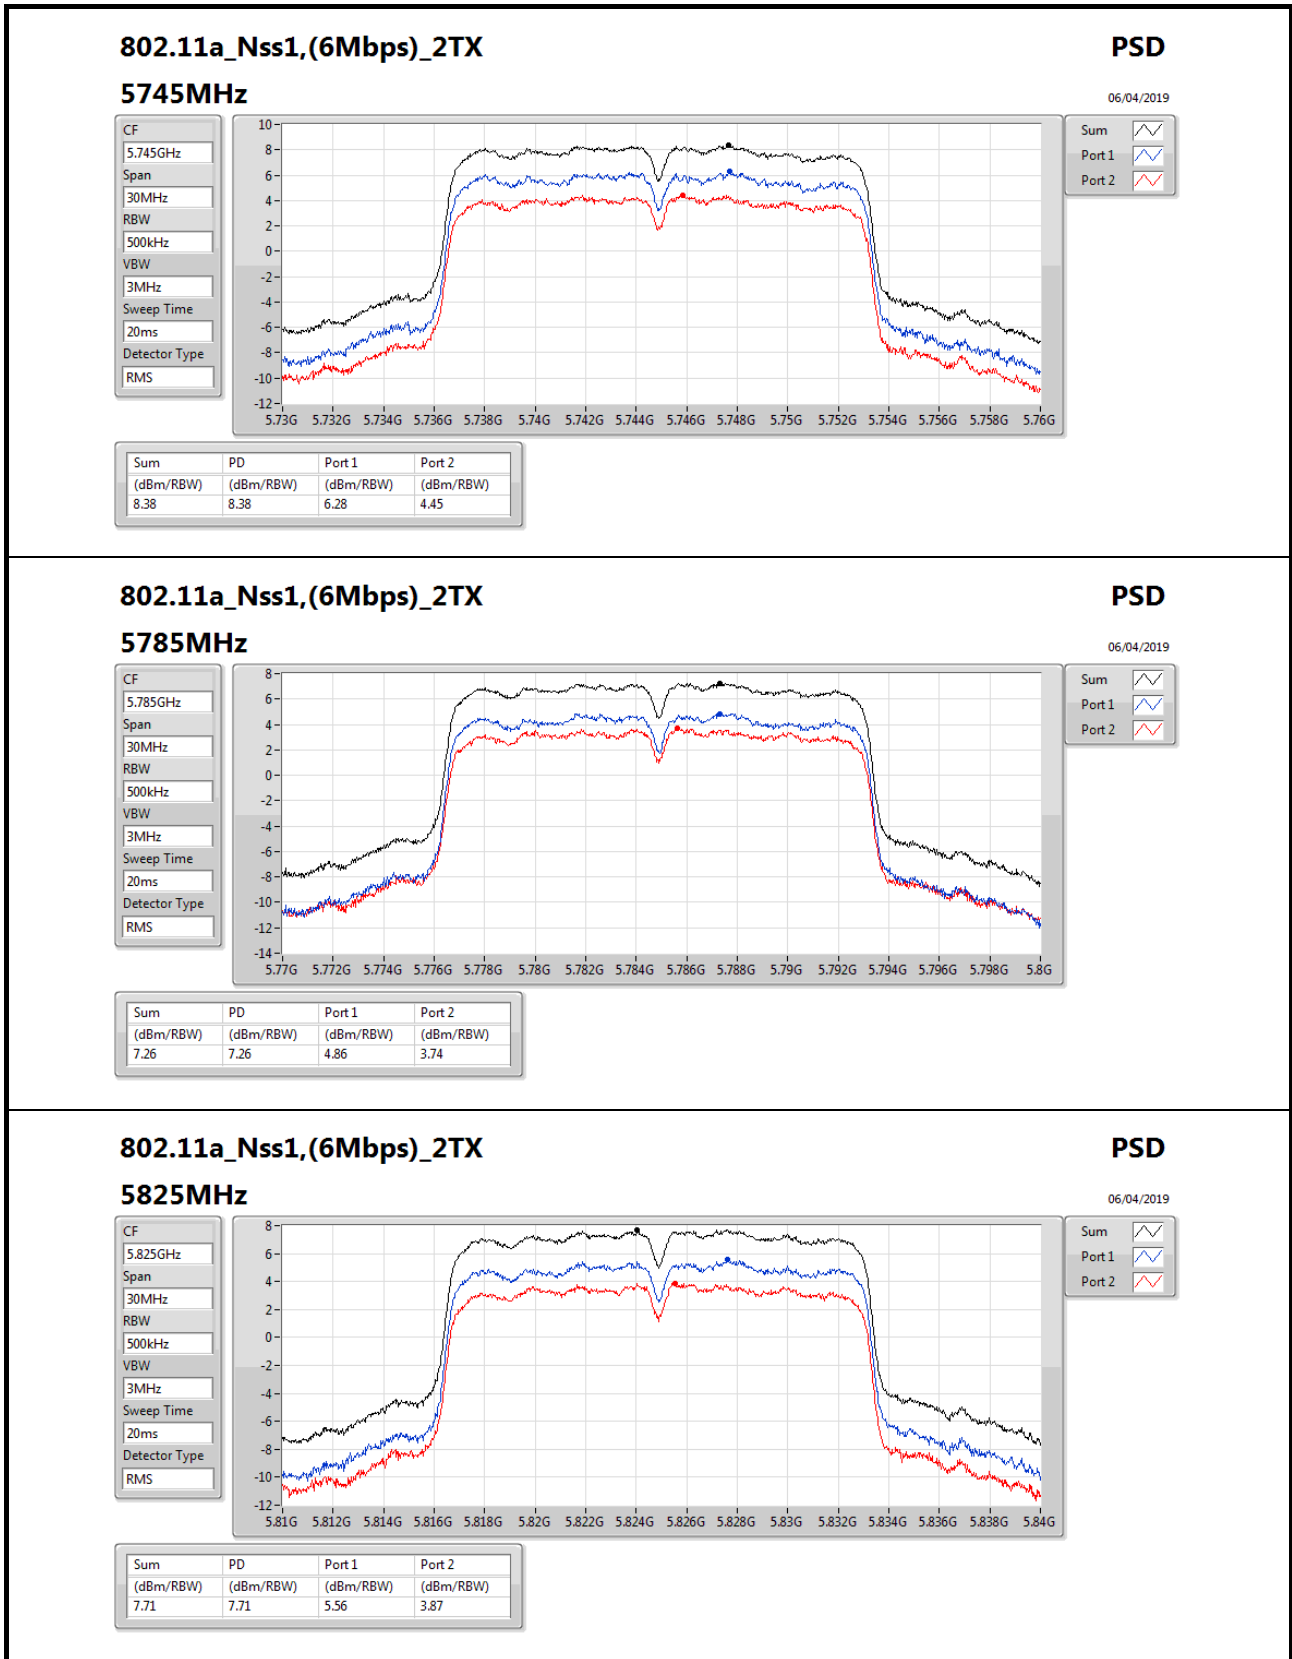 802.11a_Nss1,(6Mbps)_2TX PSD
5745MHz 06/04/2019
CF
5.745GHz
Span
30MHz
RBW
500kHz
VBW
3MHz
Sweep Time
20ms
Detector Type
RMS
10
8
6
4
2
0
-2
-4
-6
-8
-10
-12
5.73G 5.732G 5.734G 5.736G 5.738G 5.74G 5.742G 5.744G 5.746G 5.748G 5.75G 5.752G 5.754G 5.756G 5.758G 5.76G
Sum
Port 1
Port 2
Sum PD Port 1 Port 2
(dBm/RBW) (dBm/RBW) (dBm/RBW) (dBm/RBW)
8.38 8.38 6.28 4.45
802.11a_Nss1,(6Mbps)_2TX PSD
5785MHz 06/04/2019
CF
5.785GHz
Span
30MHz
RBW
500kHz
VBW
3MHz
Sweep Time
20ms
Detector Type
RMS
8
6
4
2
0
-2
-4
-6
-8
-10
-12
-14
5.77G 5.772G 5.774G 5.776G 5.778G 5.78G 5.782G 5.784G 5.786G 5.788G 5.79G 5.792G 5.794G 5.796G 5.798G 5.8G
Sum
Port 1
Port 2
Sum PD Port 1 Port 2
(dBm/RBW) (dBm/RBW) (dBm/RBW) (dBm/RBW)
7.26 7.26 4.86 3.74
802.11a_Nss1,(6Mbps)_2TX PSD
5825MHz 06/04/2019
CF
5.825GHz
Span
30MHz
RBW
500kHz
VBW
3MHz
Sweep Time
20ms
Detector Type
RMS
8
6
4
2
0
-2
-4
-6
-8
-10
-12
5.81G 5.812G 5.814G 5.816G 5.818G 5.82G 5.822G 5.824G 5.826G 5.828G 5.83G 5.832G 5.834G 5.836G 5.838G 5.84G
Sum
Port 1
Port 2
Sum PD Port 1 Port 2
(dBm/RBW) (dBm/RBW) (dBm/RBW) (dBm/RBW)
7.71 7.71 5.56 3.87